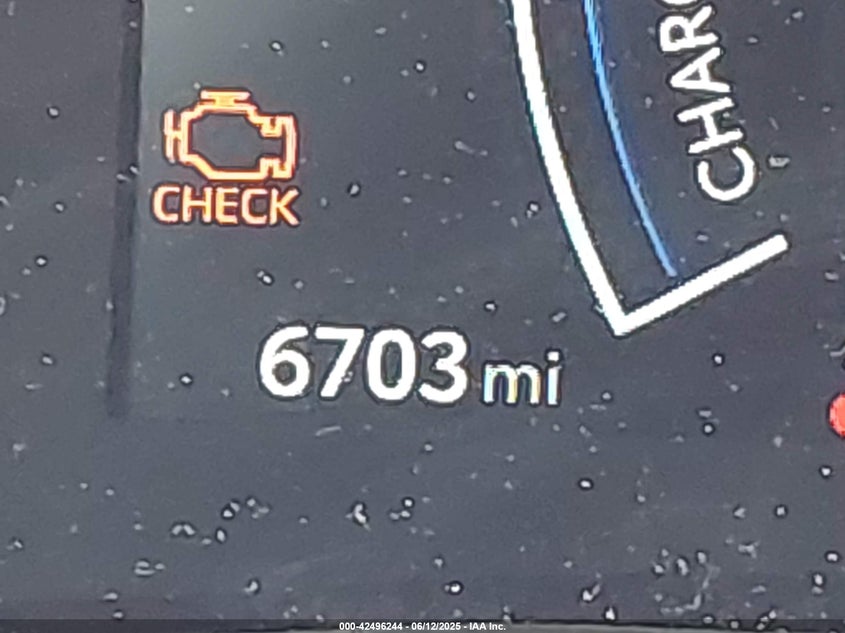 CHARG
CHECK
6703 mi
000-42496244 - 06/12/2025 - IAA Inc.